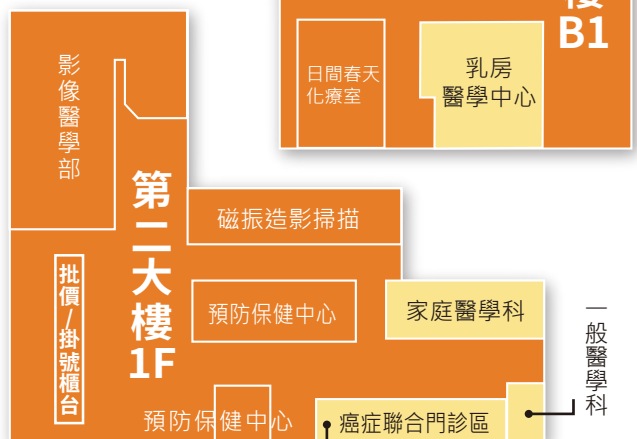 樓
B1
日間春天
化療室
乳房
醫學中心
影像醫學部
第二大樓
1F
磁振造影掃描
批價/掛號櫃台
預防保健中心
家庭醫學科
一般醫學科
預防保健中心
癌症聯合門診區